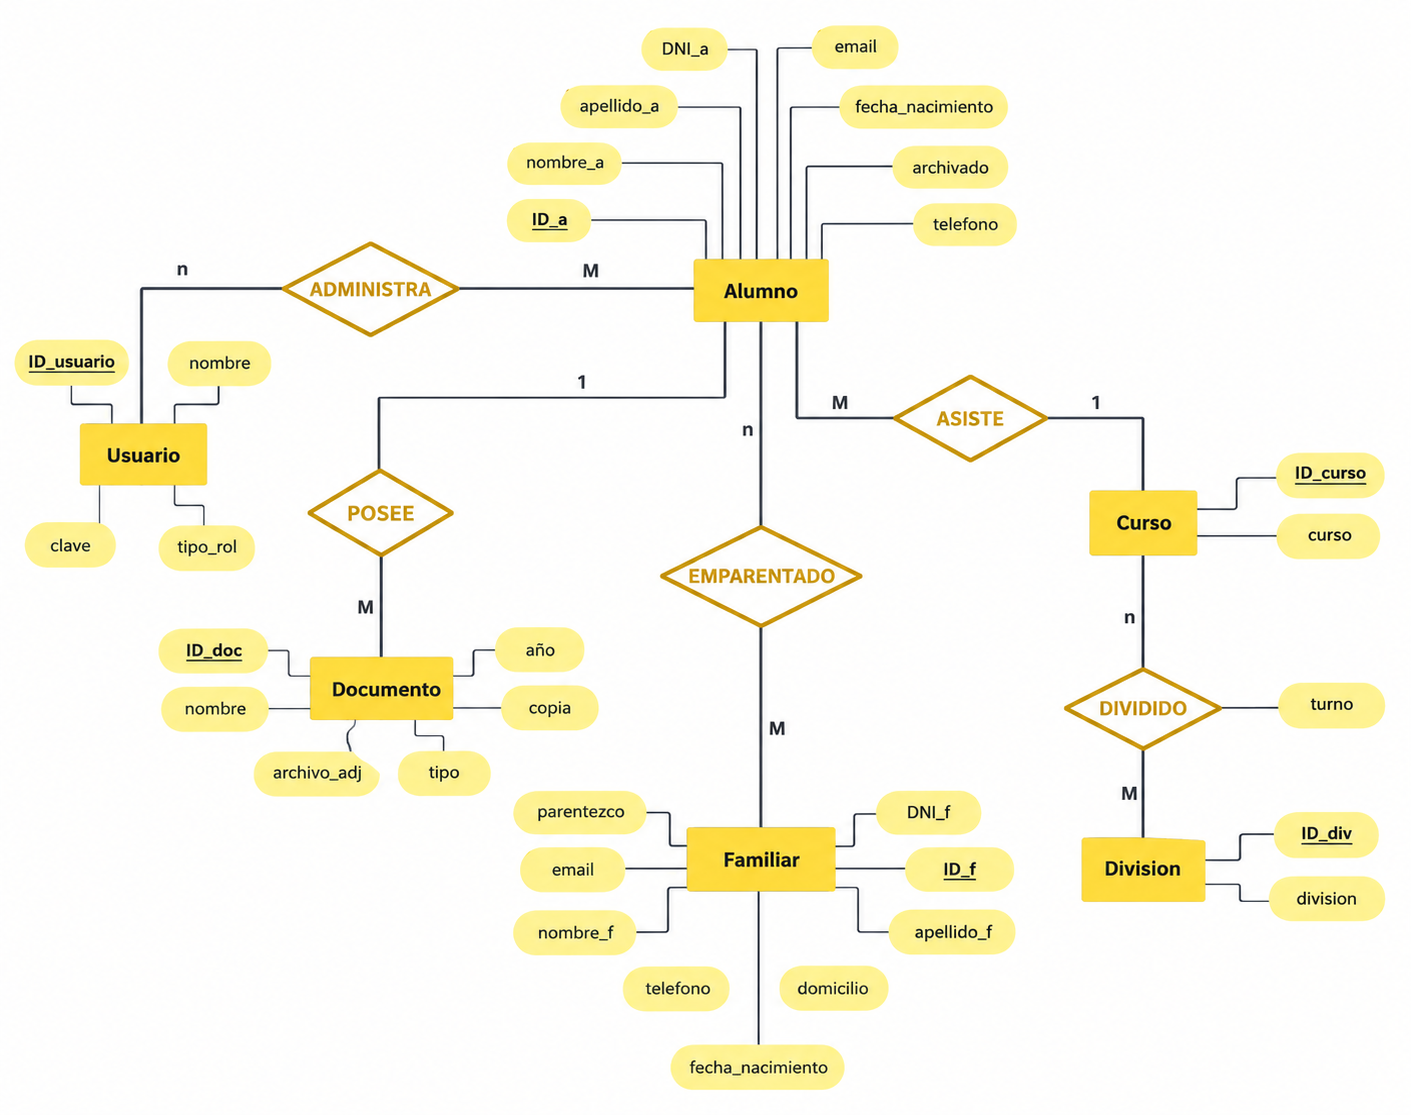 DNI_a
email
apellido_a
fecha_nacimiento
nombre_a
archivado
ID_a
telefono
Alumno
n
ADMINISTRA
M
ID_usuario
nombre
Usuario
clave
tipo_rol
1
POSEE
M
M
ASISTE
1
n
EMPARENTADO
M
ID_curso
Curso
curso
n
DIVIDIDO
turno
M
ID_div
Division
division
ID_doc
año
Documento
nombre
copia
archivo_adj
tipo
parentezco
DNI_f
Familiar
email
ID_f
nombre_f
apellido_f
telefono
domicilio
fecha_nacimiento